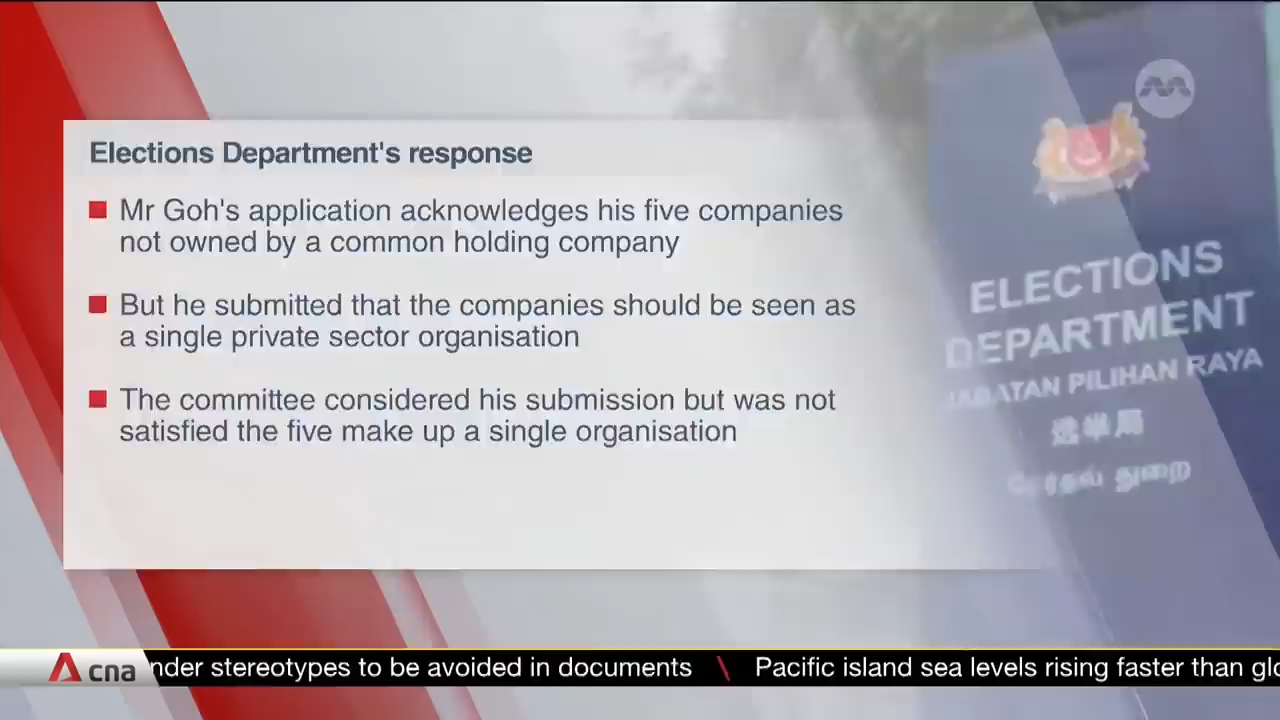 Elections Department's response
Mr Goh's application acknowledges his five companies
not owned by a common holding company
But he submitted that the companies should be seen as
a single private sector organisation
The committee considered his submission but was not
satisfied the five make up a single organisation
ELECTIONS
DEPARTMENT
JABATAN PILIHAN RAYA
选举局
தேர்தல் துறை
cna
nder stereotypes to be avoided in documents \ Pacific island sea levels rising faster than glo